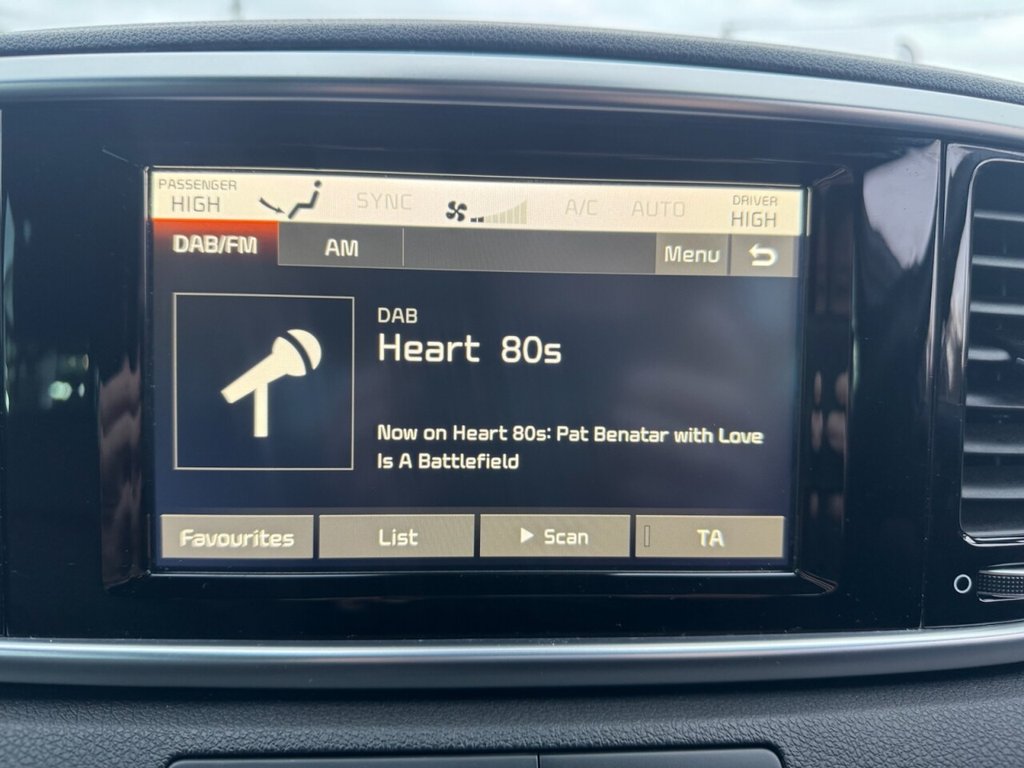 PASSENGER
HIGH
SYNC
A/C
AUTO
DRIVER
HIGH
DAB/FM
AM
Menu
DAB
Heart 80s
Now on Heart 80s: Pat Benatar with Love
Is A Battlefield
Favourites
List
Scan
TA